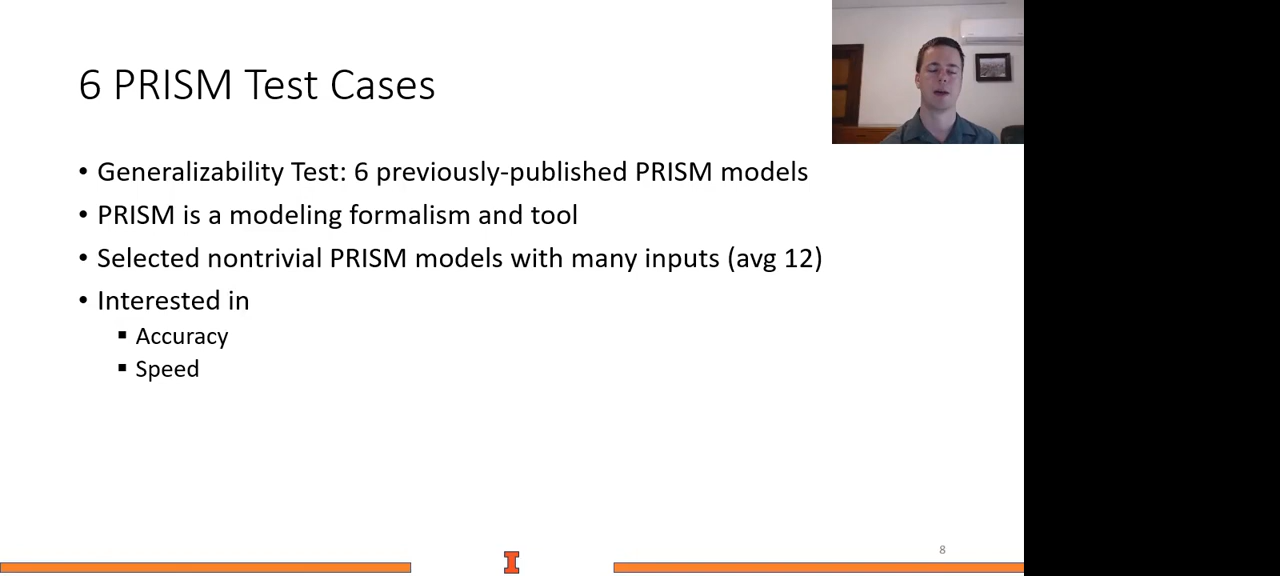 6 PRISM Test Cases
• Generalizability Test: 6 previously-published PRISM models
• PRISM is a modeling formalism and tool
• Selected nontrivial PRISM models with many inputs (avg 12)
• Interested in
▪ Accuracy
▪ Speed
8
I